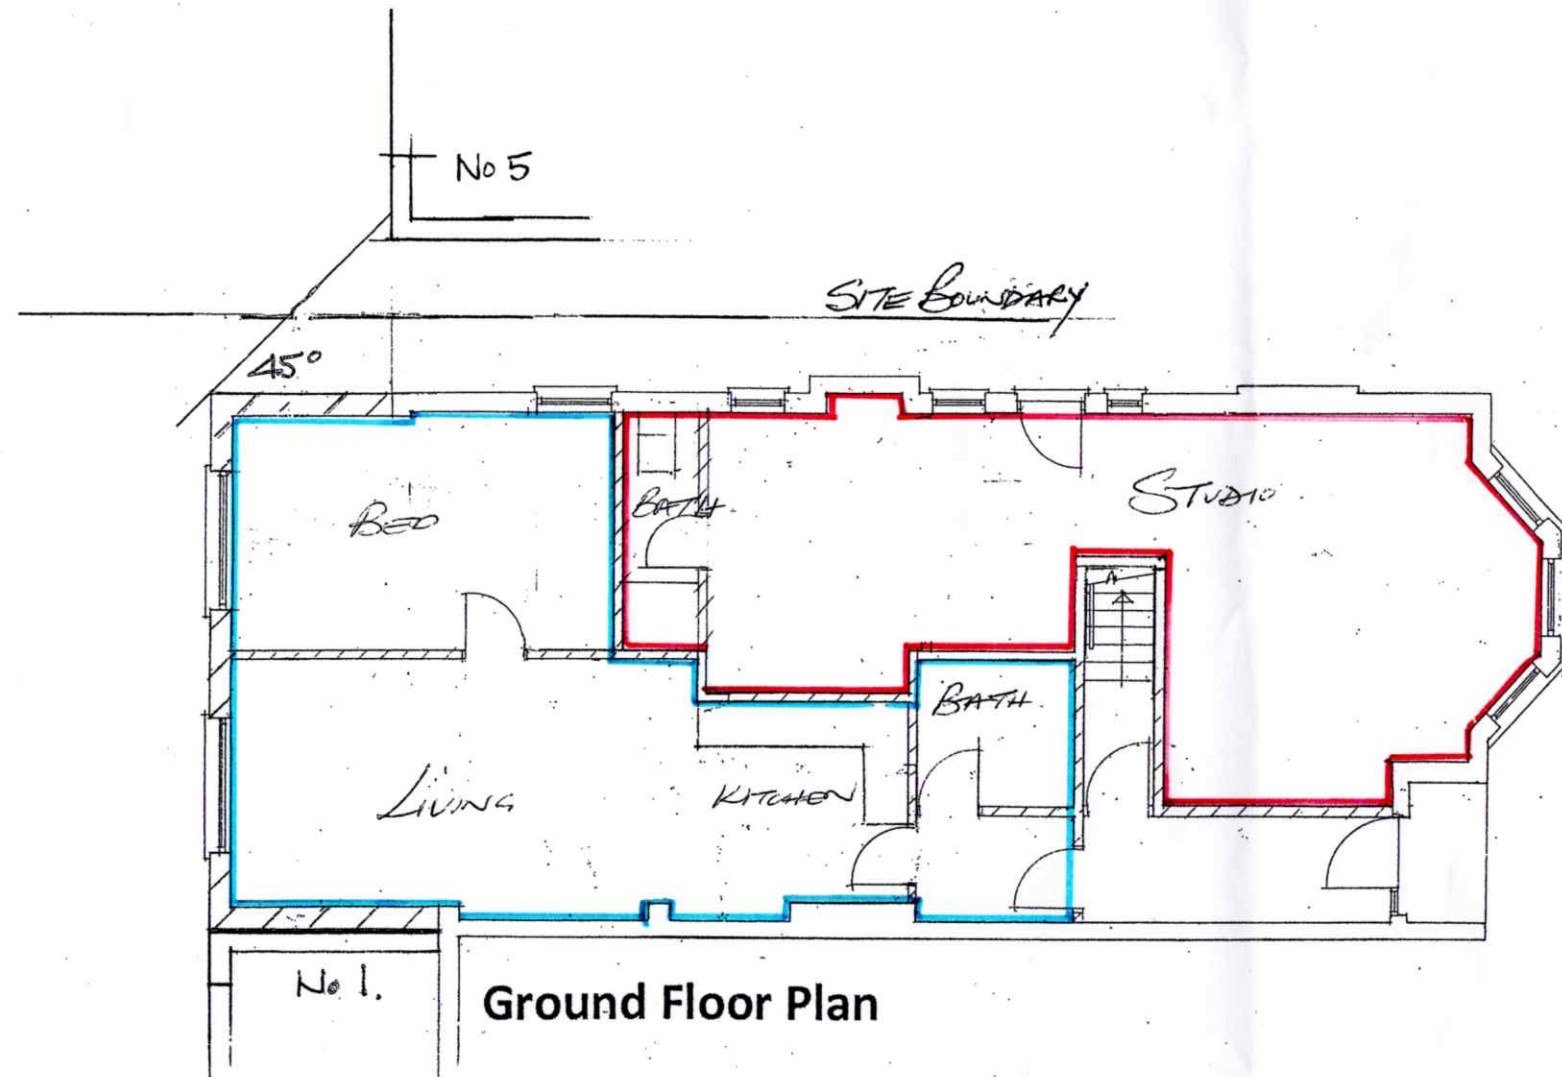 No 5
SITE BOUNDARY
45°
BED
BATH
STUDIO
BATH
LIVING
KITCHEN
No 1.
Ground Floor Plan